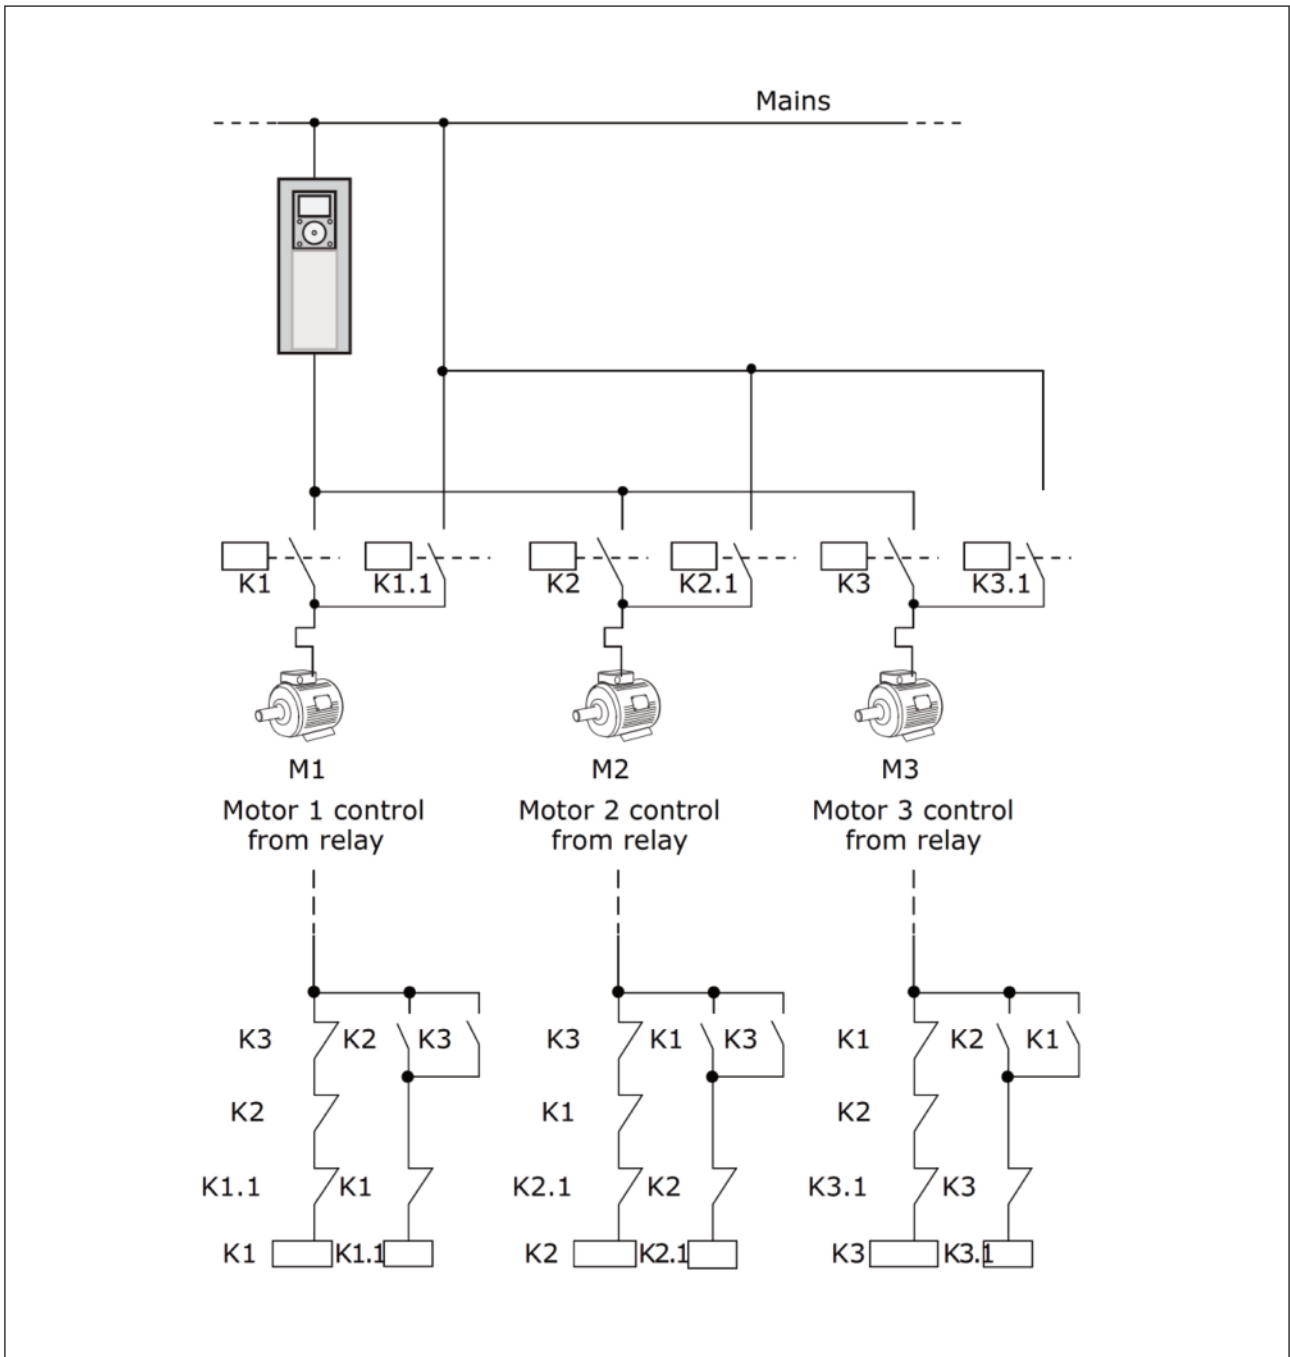 Mains
K1 K1.1 K2 K2.1 K3 K3.1
M1 M2 M3
Motor 1 control Motor 2 control Motor 3 control
from relay from relay from relay
K3 K2 K3 K3 K1 K3 K1 K2 K1
K2 K1 K2
K1.1 K1 K2.1 K2 K3.1 K3
K1 K1.1 K2 K2.1 K3 K3.1